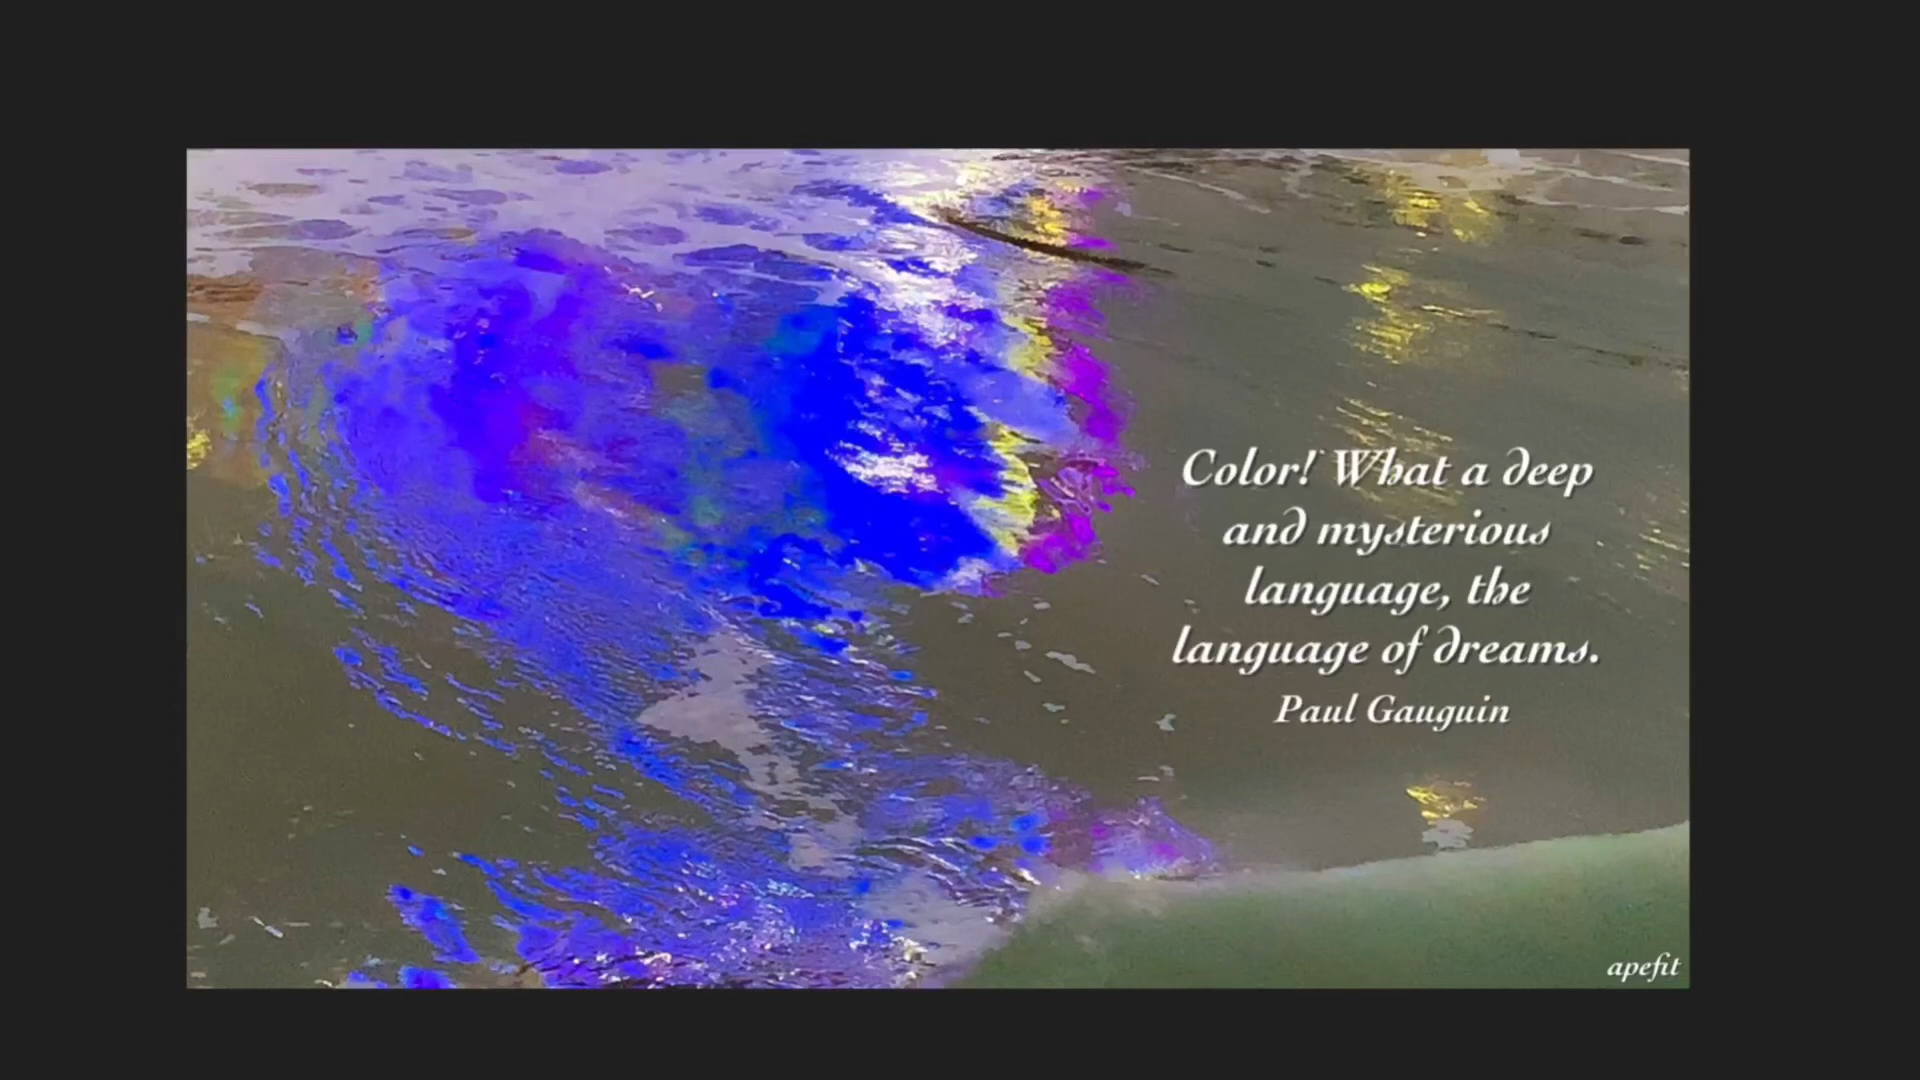 Color! What a deep
and mysterious
language, the
language of dreams.
Paul Gauguin
apefit